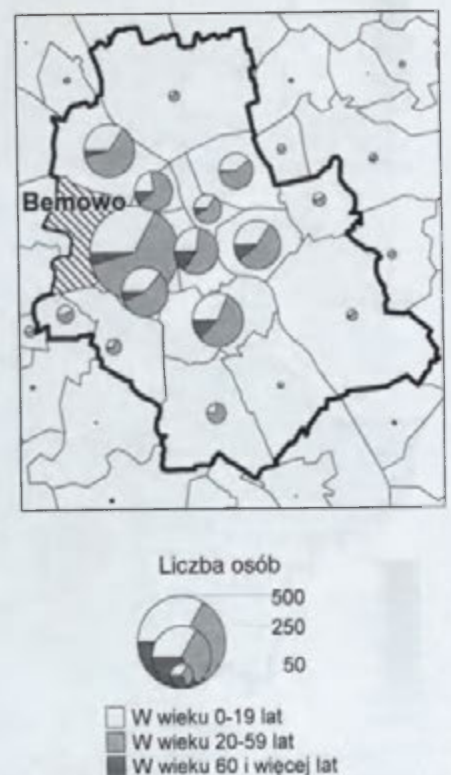 Bemowo
Liczba osób
500
250
50
W wieku 0-19 lat
W wieku 20-59 lat
W wieku 60 i więcej lat